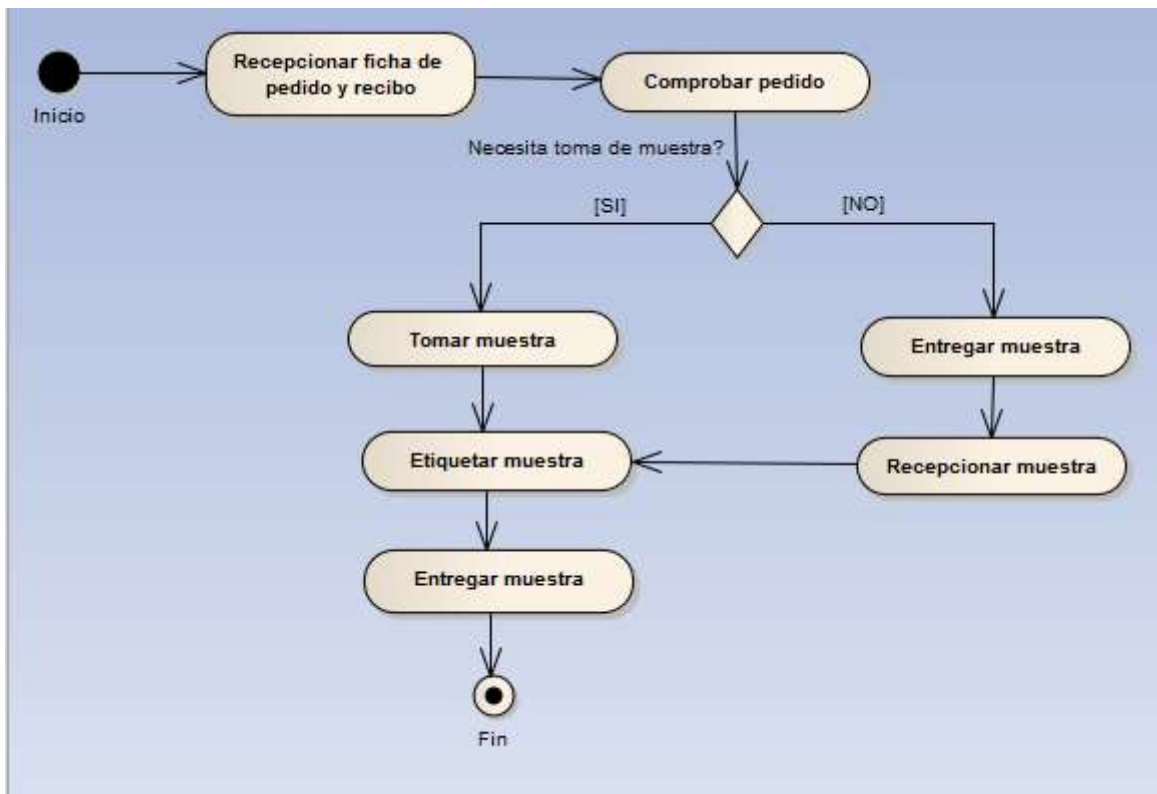 Recepcionar ficha de
pedido y recibo
Comprobar pedido
Inicio
Necesita toma de muestra?
[SI]
[NO]
Tomar muestra
Entregar muestra
Etiquetar muestra
Recepcionar muestra
Entregar muestra
Fin